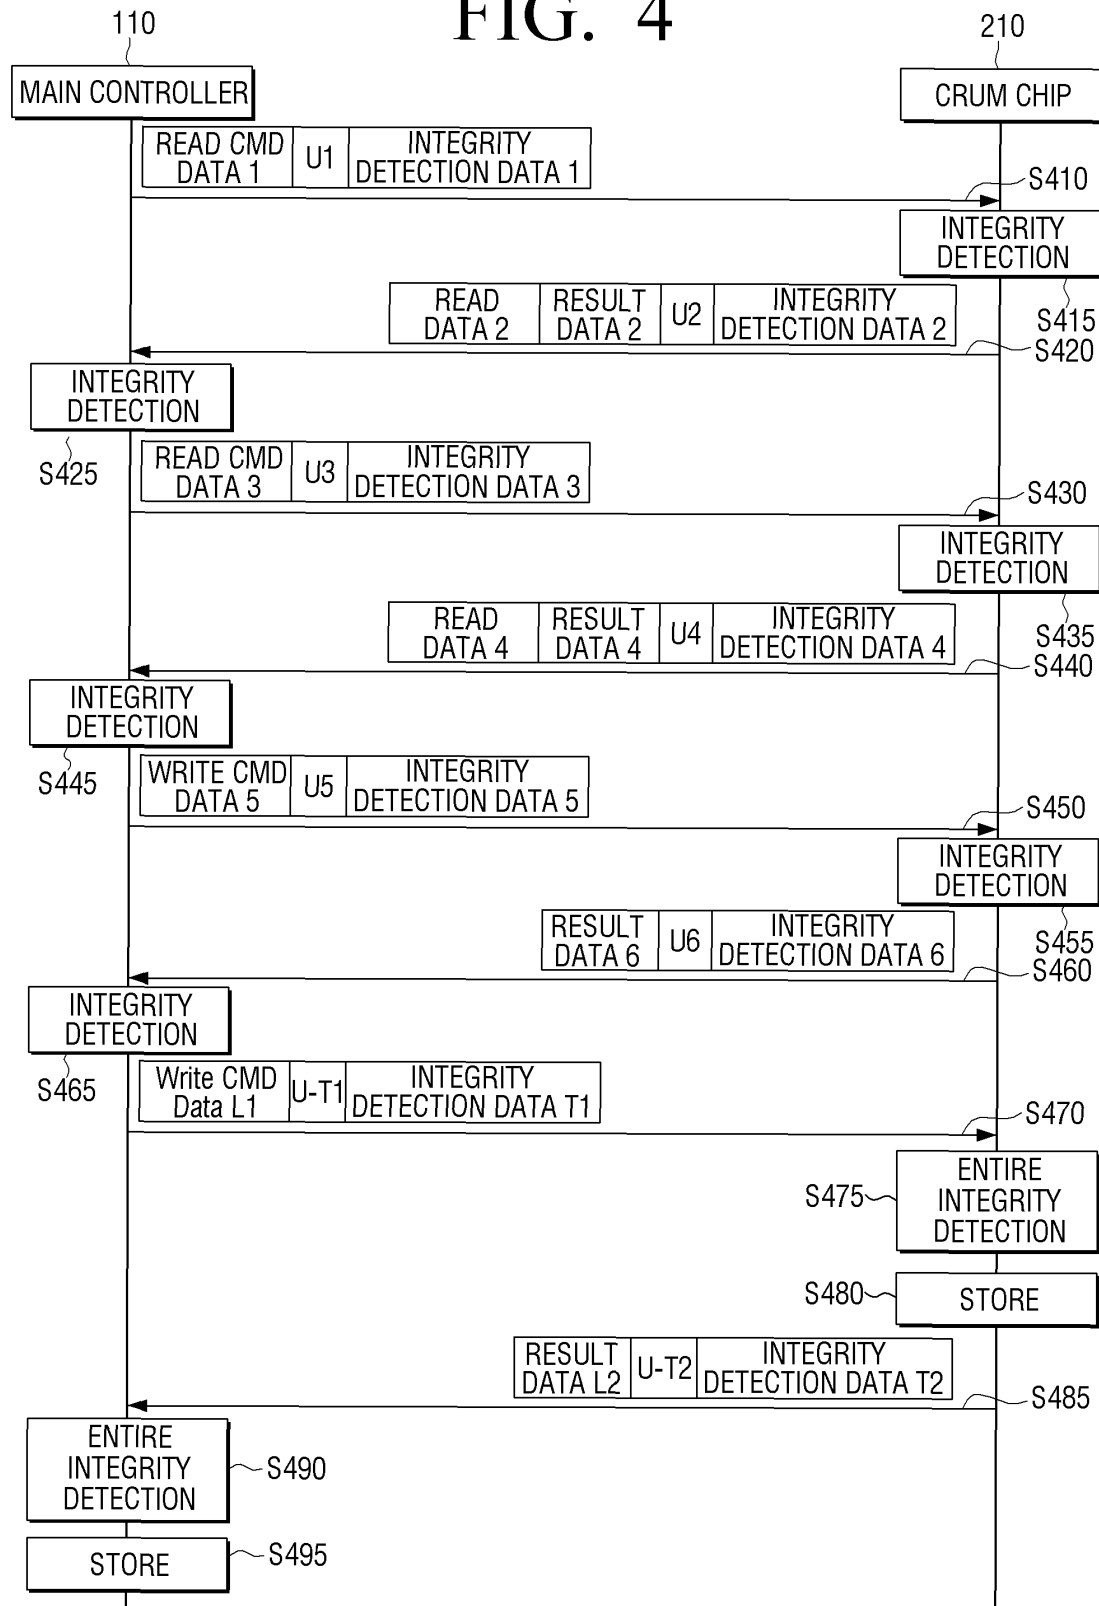 FIG. 4
110
210
MAIN CONTROLLER
CRUM CHIP
READ CMD
DATA 1
U1
INTEGRITY
DETECTION DATA 1
S410
INTEGRITY
DETECTION
S415
READ
DATA 2
RESULT
DATA 2
U2
INTEGRITY
DETECTION DATA 2
S420
INTEGRITY
DETECTION
S425
READ CMD
DATA 3
U3
INTEGRITY
DETECTION DATA 3
S430
INTEGRITY
DETECTION
S435
READ
DATA 4
RESULT
DATA 4
U4
INTEGRITY
DETECTION DATA 4
S440
INTEGRITY
DETECTION
S445
WRITE CMD
DATA 5
U5
INTEGRITY
DETECTION DATA 5
S450
INTEGRITY
DETECTION
S455
RESULT
DATA 6
U6
INTEGRITY
DETECTION DATA 6
S460
INTEGRITY
DETECTION
S465
Write CMD
Data L1
U-T1
INTEGRITY
DETECTION DATA T1
S470
ENTIRE
INTEGRITY
DETECTION
S475
STORE
S480
RESULT
DATA L2
U-T2
INTEGRITY
DETECTION DATA T2
S485
ENTIRE
INTEGRITY
DETECTION
S490
STORE
S495